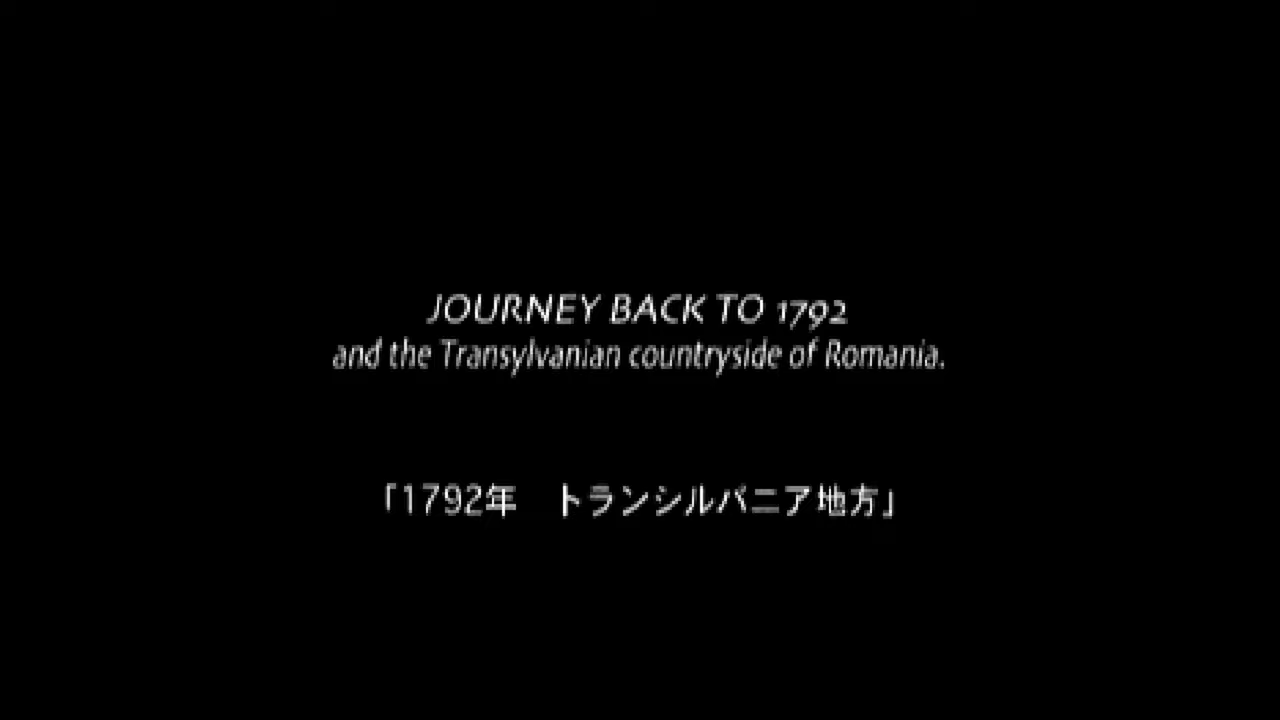 JOURNEY BACK TO 1792
and the Transylvanian countryside of Romania.
「1792年　トランシルバニア地方」